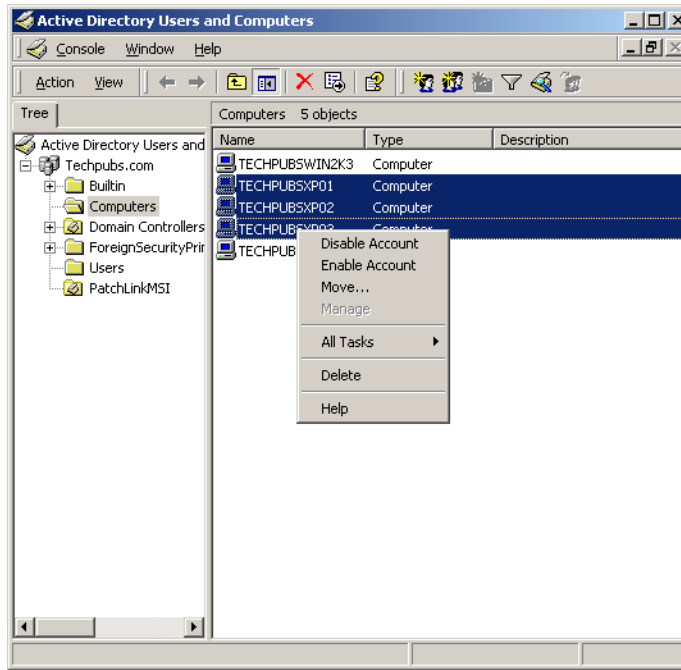 Active Directory Users and Computers
Console Window Help
Action View
Tree
Computers 5 objects
Name Type Description
Active Directory Users and
Techpubs.com
Builtin
Computers
Domain Controllers
ForeignSecurityPrin
Users
PatchLinkMSI
TECHPUBSWIN2K3 Computer
TECHPUBSXP01 Computer
TECHPUBSXP02 Computer
TECHPUBSXP03 Computer
TECHPUB
Disable Account
Enable Account
Move...
Manage
All Tasks
Delete
Help